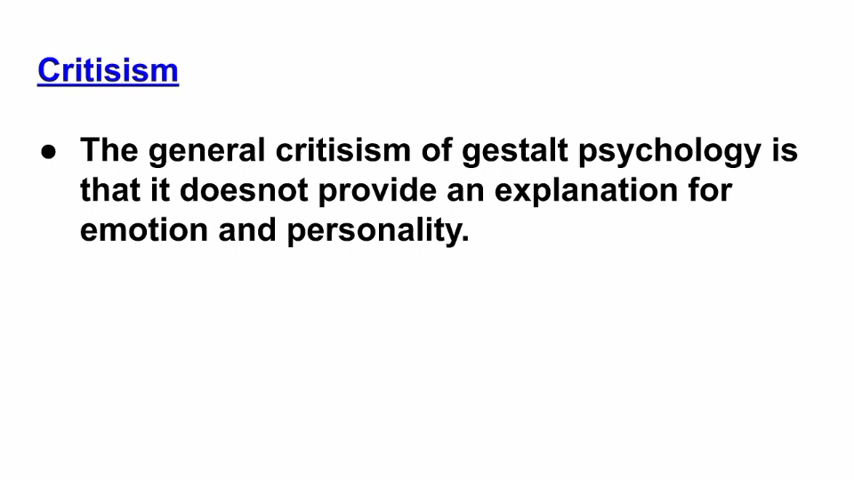 Critisism
● The general critisism of gestalt psychology is
that it doesnot provide an explanation for
emotion and personality.